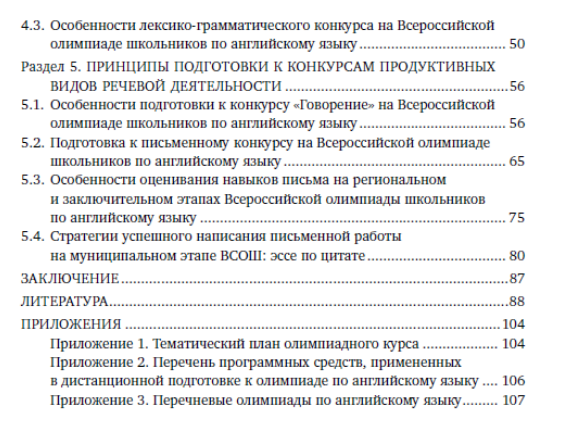 4.3. Особенности лексико-грамматического конкурса на Всероссийской
олимпиаде школьников по английскому языку ........................................ 50
Раздел 5. ПРИНЦИПЫ ПОДГОТОВКИ К КОНКУРСАМ ПРОДУКТИВНЫХ
ВИДОВ РЕЧЕВОЙ ДЕЯТЕЛЬНОСТИ ........................................ 56
5.1. Особенности подготовки к конкурсу «Говорение» на Всероссийской
олимпиаде школьников по английскому языку ........................................ 56
5.2. Подготовка к письменному конкурсу на Всероссийской олимпиаде
школьников по английскому языку ........................................ 65
5.3. Особенности оценивания навыков письма на региональном
и заключительном этапах Всероссийской олимпиады школьников
по английскому языку ........................................ 75
5.4. Стратегии успешного написания письменной работы
на муниципальном этапе ВСОШ: эссе по цитате ........................................ 80
ЗАКЛЮЧЕНИЕ ........................................ 87
ЛИТЕРАТУРА ........................................ 88
ПРИЛОЖЕНИЯ ........................................ 104
Приложение 1. Тематический план олимпиадного курса ................... 104
Приложение 2. Перечень программных средств, примененных
в дистанционной подготовке к олимпиаде по английскому языку .... 106
Приложение 3. Перечневые олимпиады по английскому языку ......... 107